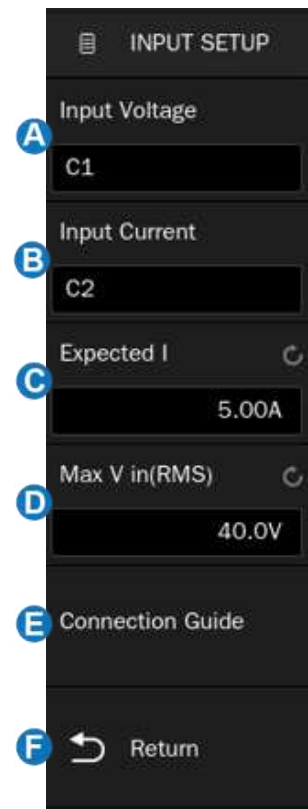 INPUT SETUP
Input Voltage
A
C1
Input Current
B
C2
Expected I
C
5.00A
Max V in(RMS)
D
40.0V
E Connection Guide
F Return